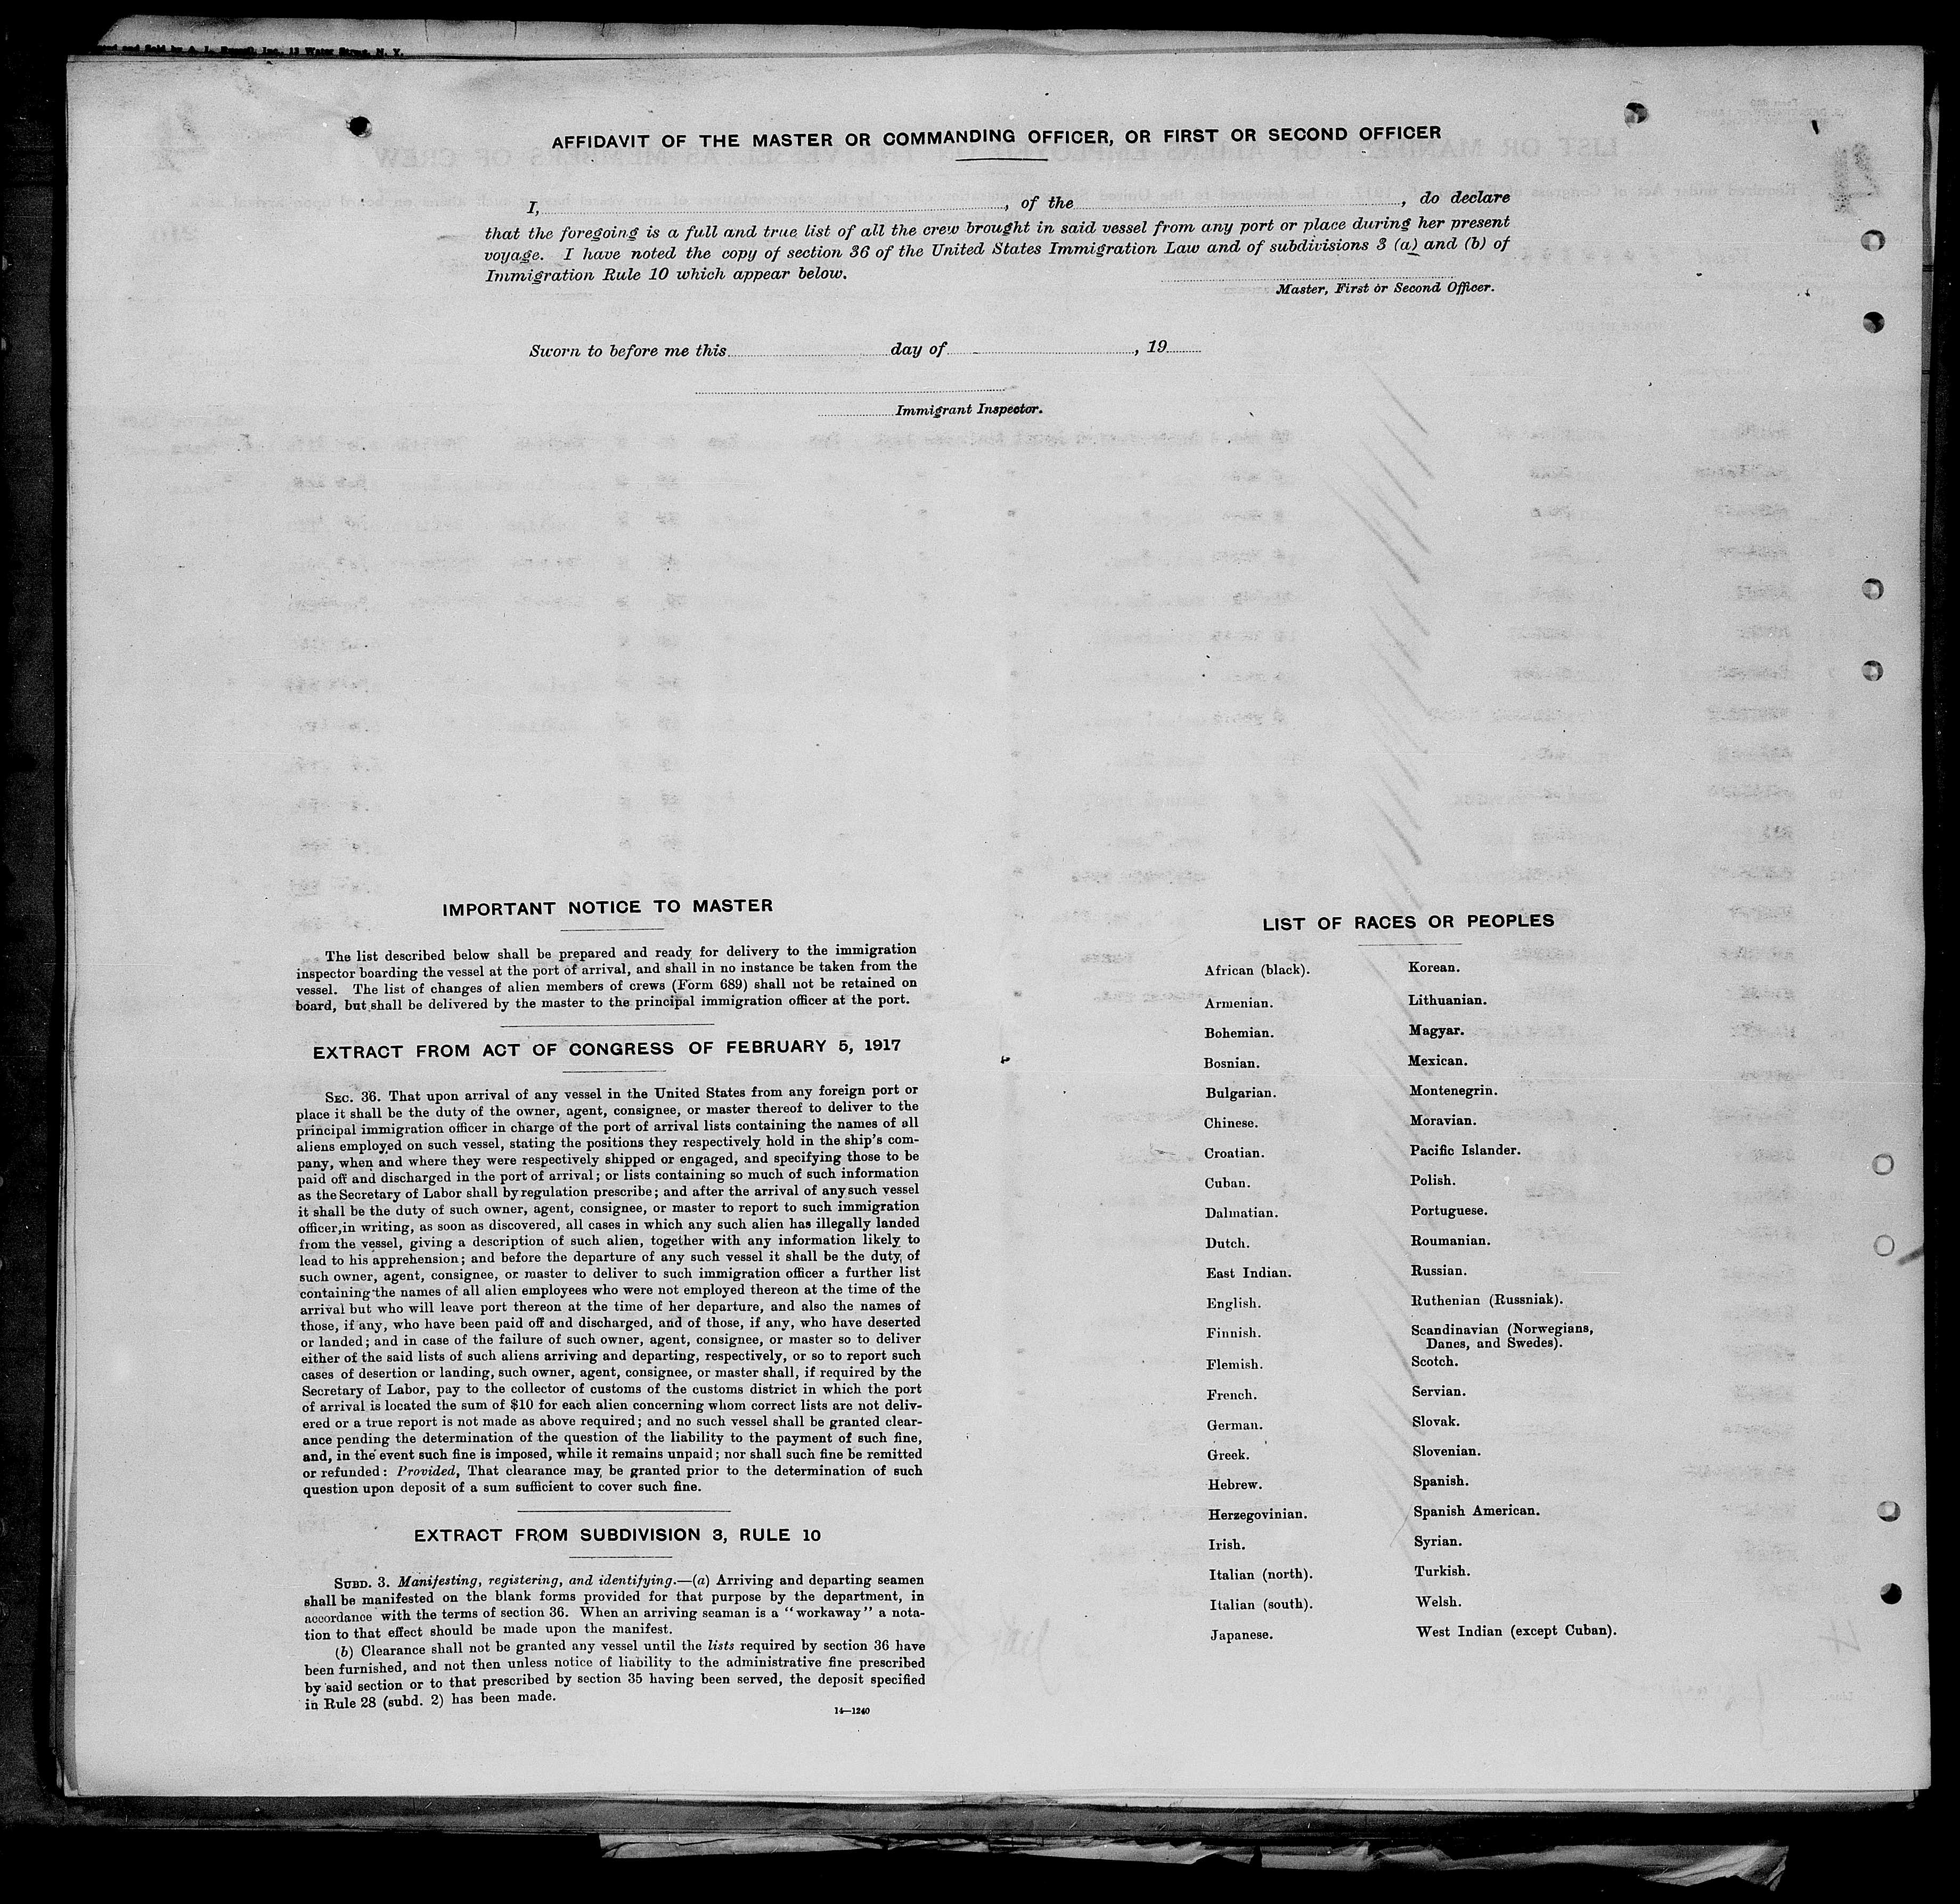 and Sold by A. L. Russell, Inc., 12 Water Street, N. Y.
AFFIDAVIT OF THE MASTER OR COMMANDING OFFICER, OR FIRST OR SECOND OFFICER
I, , of the , do declare
that the foregoing is a full and true list of all the crew brought in said vessel from any port or place during her present
voyage. I have noted the copy of section 36 of the United States Immigration Law and of subdivisions 3 (a) and (b) of
Immigration Rule 10 which appear below.
Master, First or Second Officer.
Sworn to before me this day of , 19
Immigrant Inspector.
IMPORTANT NOTICE TO MASTER
The list described below shall be prepared and ready for delivery to the immigration
inspector boarding the vessel at the port of arrival, and shall in no instance be taken from the
vessel. The list of changes of alien members of crews (Form 689) shall not be retained on
board, but shall be delivered by the master to the principal immigration officer at the port.
EXTRACT FROM ACT OF CONGRESS OF FEBRUARY 5, 1917
SEC. 36. That upon arrival of any vessel in the United States from any foreign port or
place it shall be the duty of the owner, agent, consignee, or master thereof to deliver to the
principal immigration officer in charge of the port of arrival lists containing the names of all
aliens employed on such vessel, stating the positions they respectively hold in the ship's com-
pany, when and where they were respectively shipped or engaged, and specifying those to be
paid off and discharged in the port of arrival; or lists containing so much of such information
as the Secretary of Labor shall by regulation prescribe; and after the arrival of any such vessel
it shall be the duty of such owner, agent, consignee, or master to report to such immigration
officer, in writing, as soon as discovered, all cases in which any such alien has illegally landed
from the vessel, giving a description of such alien, together with any information likely to
lead to his apprehension; and before the departure of any such vessel it shall be the duty of
such owner, agent, consignee, or master to deliver to such immigration officer a further list
containing the names of all alien employees who were not employed thereon at the time of the
arrival but who will leave port thereon at the time of her departure, and also the names of
those, if any, who have been paid off and discharged, and of those, if any, who have deserted
or landed; and in case of the failure of such owner, agent, consignee, or master so to deliver
either of the said lists of such aliens arriving and departing, respectively, or so to report such
cases of desertion or landing, such owner, agent, consignee, or master shall, if required by the
Secretary of Labor, pay to the collector of customs of the customs district in which the port
of arrival is located the sum of $10 for each alien concerning whom correct lists are not deliv-
ered or a true report is not made as above required; and no such vessel shall be granted clear-
ance pending the determination of the question of the liability to the payment of such fine,
and, in the event such fine is imposed, while it remains unpaid; nor shall such fine be remitted
or refunded: Provided, That clearance may be granted prior to the determination of such
question upon deposit of a sum sufficient to cover such fine.
EXTRACT FROM SUBDIVISION 3, RULE 10
SUBD. 3. Manifesting, registering, and identifying.—(a) Arriving and departing seamen
shall be manifested on the blank forms provided for that purpose by the department, in
accordance with the terms of section 36. When an arriving seaman is a "workaway" a nota-
tion to that effect should be made upon the manifest.
(b) Clearance shall not be granted any vessel until the lists required by section 36 have
been furnished, and not then unless notice of liability to the administrative fine prescribed
by said section or to that prescribed by section 35 having been served, the deposit specified
in Rule 28 (subd. 2) has been made.
14—1240
LIST OF RACES OR PEOPLES
African (black).
Armenian.
Bohemian.
Bosnian.
Bulgarian.
Chinese.
Croatian.
Cuban.
Dalmatian.
Dutch.
East Indian.
English.
Finnish.
Flemish.
French.
German.
Greek.
Hebrew.
Herzegovinian.
Irish.
Italian (north).
Italian (south).
Japanese.
Korean.
Lithuanian.
Magyar.
Mexican.
Montenegrin.
Moravian.
Pacific Islander.
Polish.
Portuguese.
Roumanian.
Russian.
Ruthenian (Russniak).
Scandinavian (Norwegians,
Danes, and Swedes).
Scotch.
Servian.
Slovak.
Slovenian.
Spanish.
Spanish American.
Syrian.
Turkish.
Welsh.
West Indian (except Cuban).